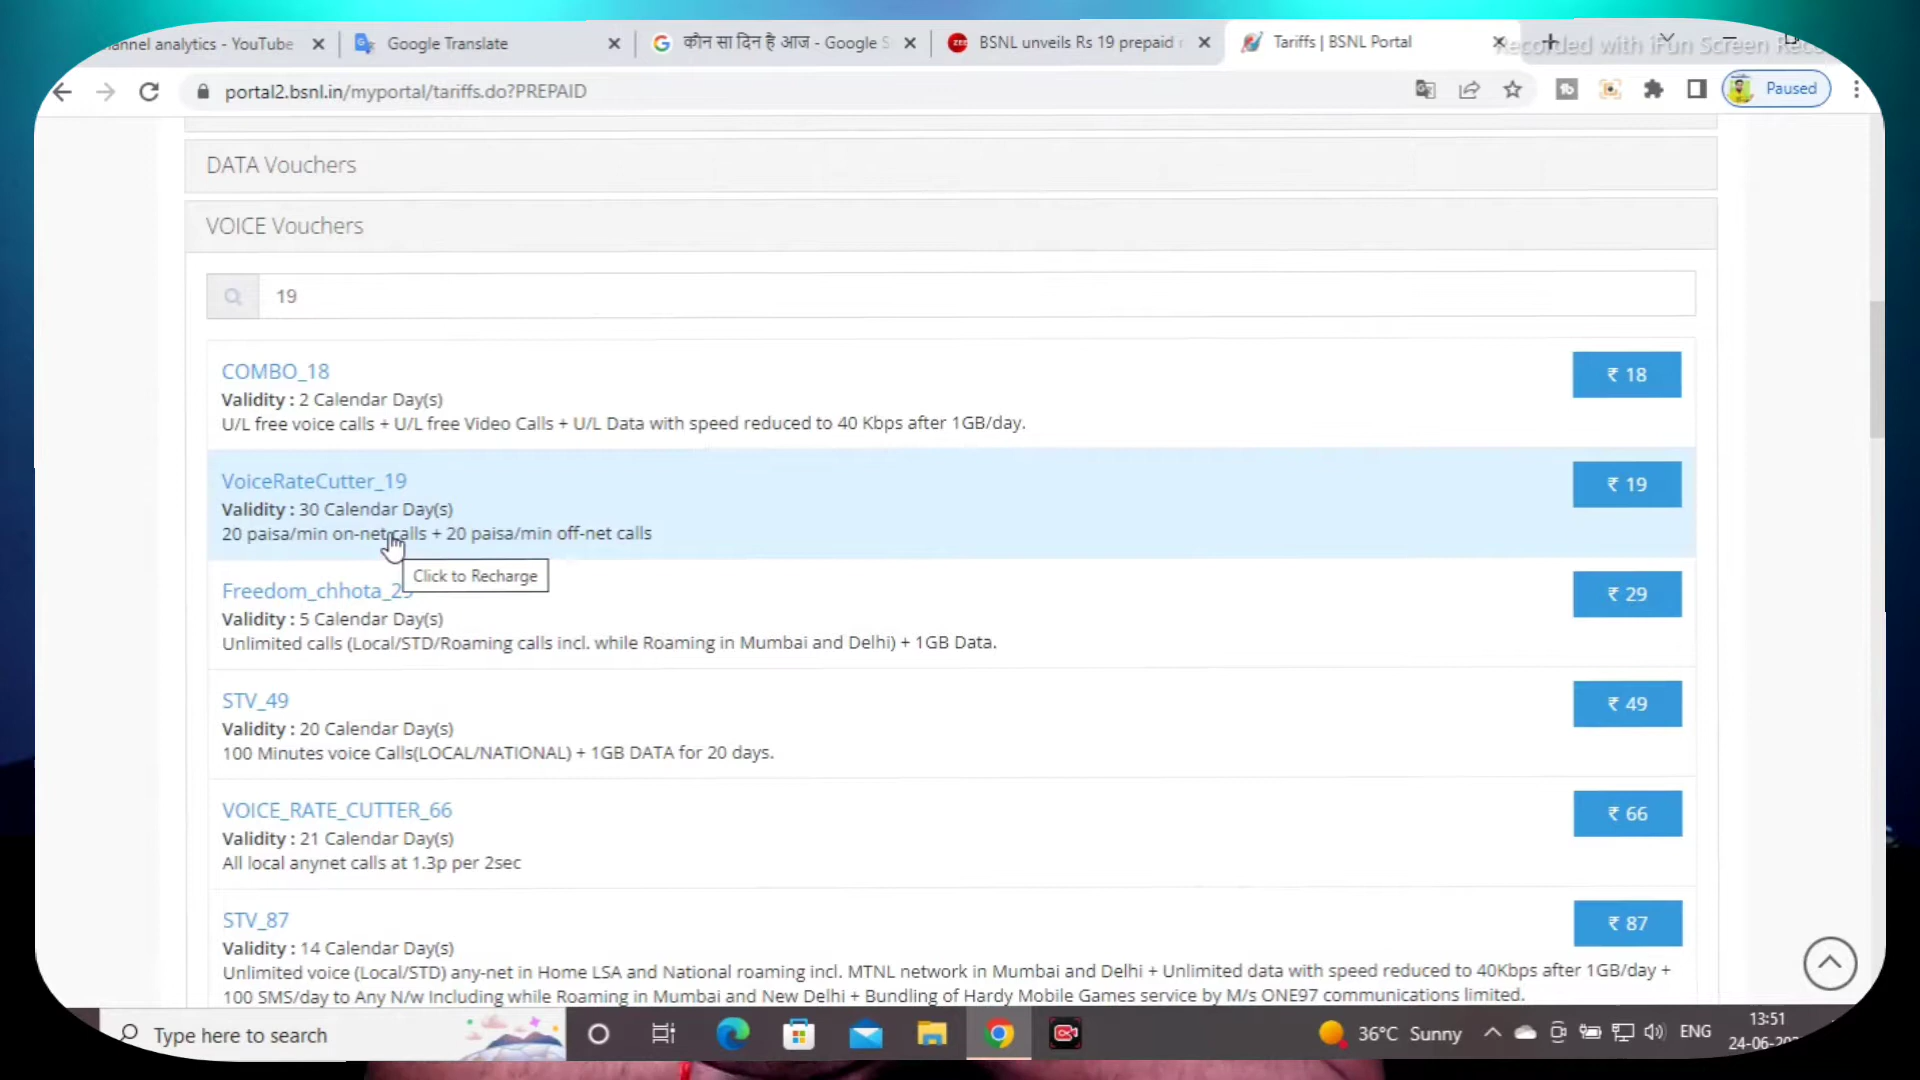 annel analytics - YouTube
Google Translate
कौन सा दिन है आज - Google S
BSNL unveils Rs 19 prepaid
Tariffs | BSNL Portal
Recorded with iFun Screen Rec
portal2.bsnl.in/myportal/tariffs.do?PREPAID
Paused
DATA Vouchers
VOICE Vouchers
19
COMBO_18
₹ 18
Validity : 2 Calendar Day(s)
U/L free voice calls + U/L free Video Calls + U/L Data with speed reduced to 40 Kbps after 1GB/day.
VoiceRateCutter_19
₹ 19
Validity : 30 Calendar Day(s)
20 paisa/min on-net calls + 20 paisa/min off-net calls
Click to Recharge
Freedom_chhota_29
₹ 29
Validity : 5 Calendar Day(s)
Unlimited calls (Local/STD/Roaming calls incl. while Roaming in Mumbai and Delhi) + 1GB Data.
STV_49
₹ 49
Validity : 20 Calendar Day(s)
100 Minutes voice Calls(LOCAL/NATIONAL) + 1GB DATA for 20 days.
VOICE_RATE_CUTTER_66
₹ 66
Validity : 21 Calendar Day(s)
All local anynet calls at 1.3p per 2sec
STV_87
₹ 87
Validity : 14 Calendar Day(s)
Unlimited voice (Local/STD) any-net in Home LSA and National roaming incl. MTNL network in Mumbai and Delhi + Unlimited data with speed reduced to 40Kbps after 1GB/day +
100 SMS/day to Any N/w Including while Roaming in Mumbai and New Delhi + Bundling of Hardy Mobile Games service by M/s ONE97 communications limited.
Type here to search
36°C Sunny
ENG
13:51
24-06-20